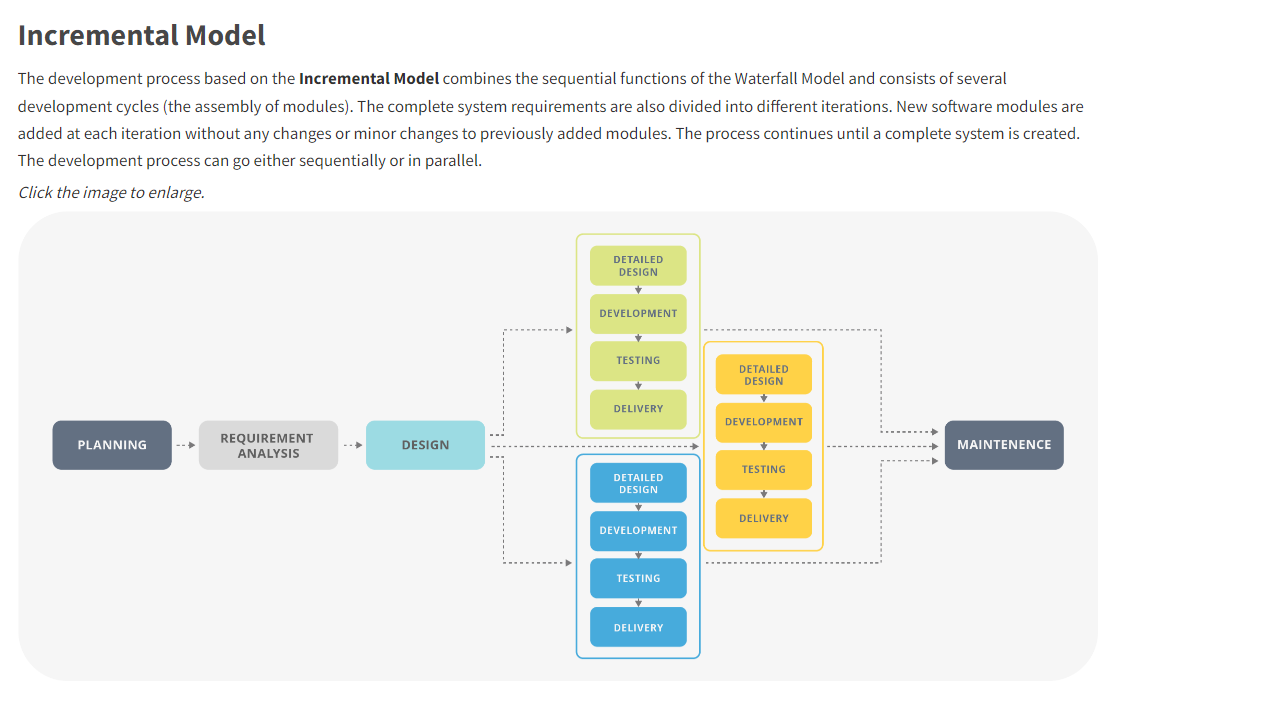 Incremental Model
The development process based on the Incremental Model combines the sequential functions of the Waterfall Model and consists of several
development cycles (the assembly of modules). The complete system requirements are also divided into different iterations. New software modules are
added at each iteration without any changes or minor changes to previously added modules. The process continues until a complete system is created.
The development process can go either sequentially or in parallel.
Click the image to enlarge.
PLANNING
REQUIREMENT
ANALYSIS
DESIGN
DETAILED
DESIGN
DEVELOPMENT
TESTING
DELIVERY
DETAILED
DESIGN
DEVELOPMENT
TESTING
DELIVERY
DETAILED
DESIGN
DEVELOPMENT
TESTING
DELIVERY
MAINTENENCE